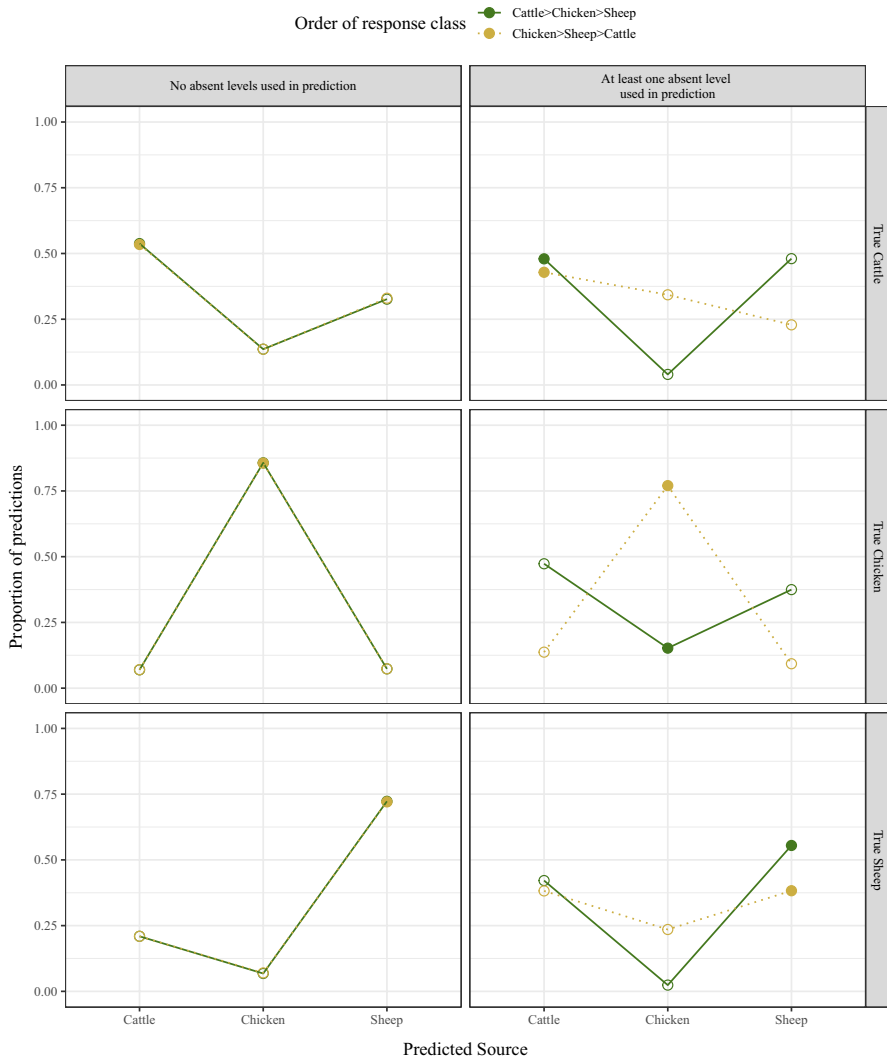 Order of response class
Cattle>Chicken>Sheep
Chicken>Sheep>Cattle
No absent levels used in prediction
At least one absent level
used in prediction
1.00
0.75
0.50
0.25
0.00
True Cattle
1.00
0.75
0.50
0.25
0.00
True Chicken
1.00
0.75
0.50
0.25
0.00
True Sheep
Proportion of predictions
Cattle
Chicken
Sheep
Cattle
Chicken
Sheep
Predicted Source